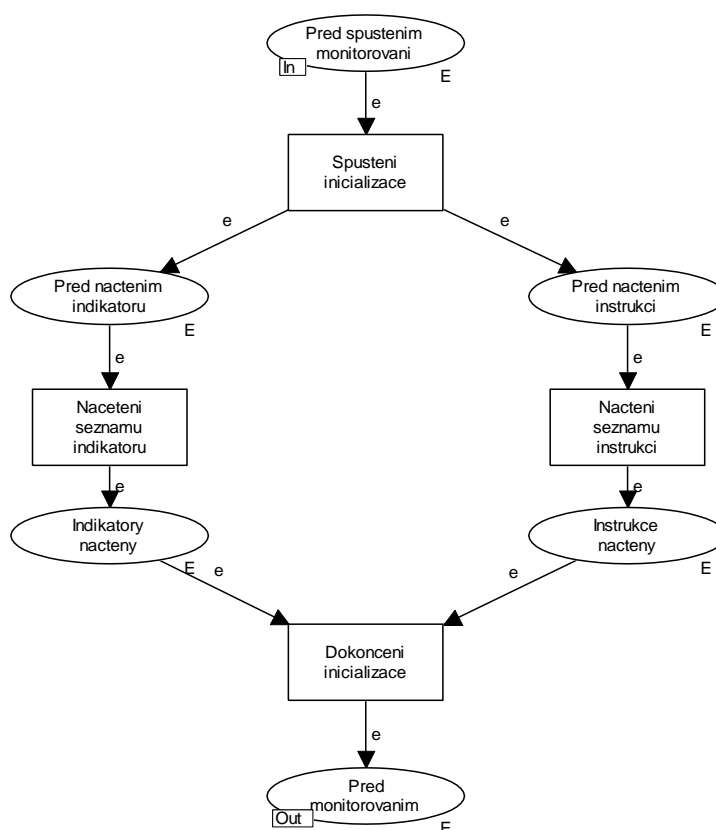 Pred spustenim
monitorovani
In
E
e
Spusteni
inicializace
e
e
Pred nactenim
indikatoru
E
Pred nactenim
instrukci
E
e
e
Naceteni
seznamu
indikatoru
Nacteni
seznamu
instrukci
e
e
Indikatory
nacteny
E
Instrukce
nacteny
E
e
e
Dokonceni
inicializace
e
Pred
monitorovanim
Out
E